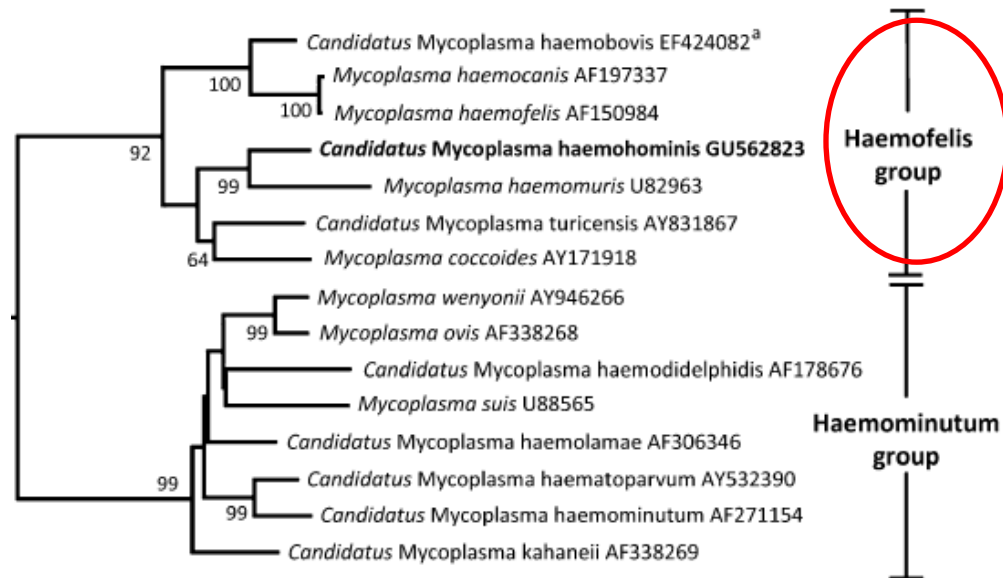 Candidatus Mycoplasma haemobovis EF424082a
100
Mycoplasma haemocanis AF197337
100
Mycoplasma haemofelis AF150984
92
Candidatus Mycoplasma haemohominis GU562823
99
Mycoplasma haemomuris U82963
Candidatus Mycoplasma turicensis AY831867
64
Mycoplasma coccoides AY171918
Haemofelis
group
Mycoplasma wenyonii AY946266
99
Mycoplasma ovis AF338268
Candidatus Mycoplasma haemodidelphidis AF178676
Mycoplasma suis U88565
Candidatus Mycoplasma haemolamae AF306346
99
Candidatus Mycoplasma haematoparvum AY532390
99
Candidatus Mycoplasma haemominutum AF271154
Candidatus Mycoplasma kahaneii AF338269
Haemominutum
group